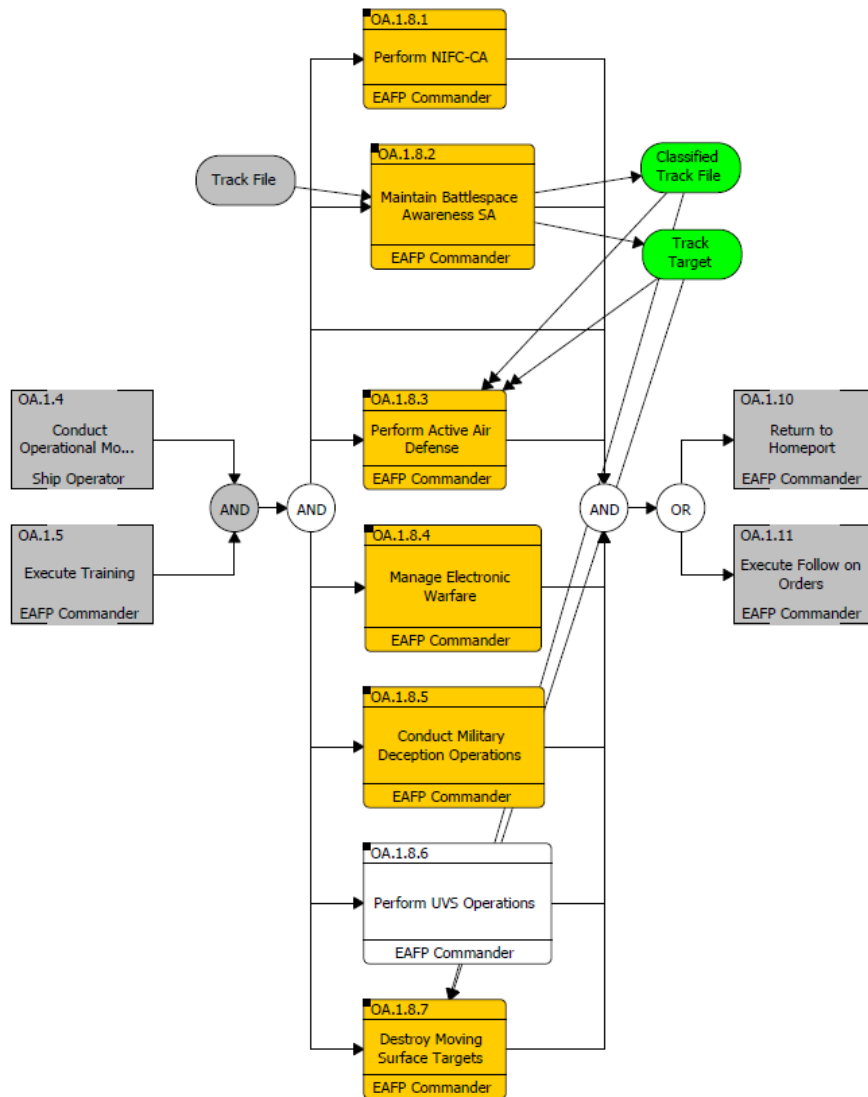 OA.1.8.1
Perform NIFC-CA
EAFP Commander
Track File
OA.1.8.2
Maintain Battlespace
Awareness SA
EAFP Commander
Classified
Track File
Track
Target
OA.1.4
Conduct
Operational Mo...
Ship Operator
OA.1.5
Execute Training
EAFP Commander
AND
AND
OA.1.8.3
Perform Active Air
Defense
EAFP Commander
OA.1.8.4
Manage Electronic
Warfare
EAFP Commander
OA.1.8.5
Conduct Military
Deception Operations
EAFP Commander
OA.1.8.6
Perform UVS Operations
EAFP Commander
OA.1.8.7
Destroy Moving
Surface Targets
EAFP Commander
AND
OR
OA.1.10
Return to
Homeport
EAFP Commander
OA.1.11
Execute Follow on
Orders
EAFP Commander